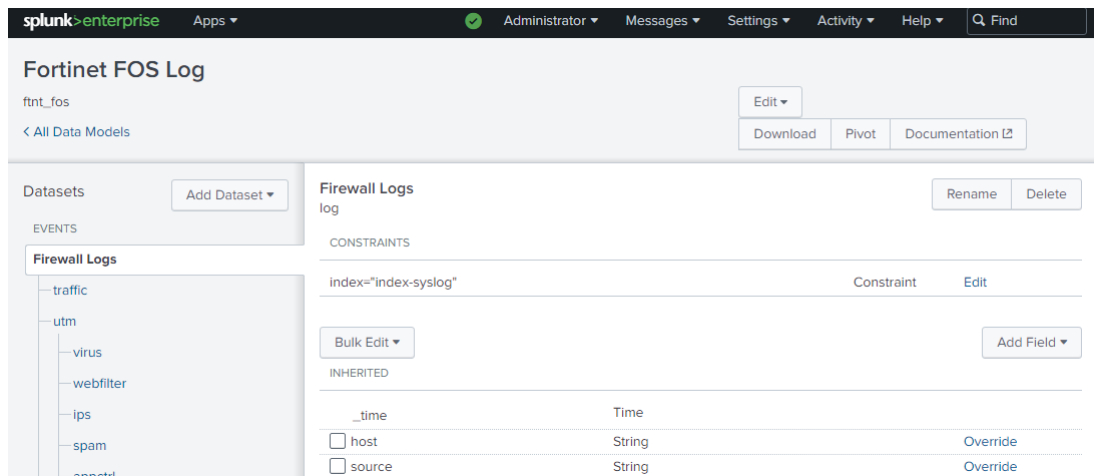 splunk>enterprise Apps Administrator Messages Settings Activity Help Find
Fortinet FOS Log
ftnt_fos
< All Data Models
Edit
Download Pivot Documentation
Datasets
Add Dataset
EVENTS
Firewall Logs
traffic
utm
virus
webfilter
ips
spam
appctrl
Firewall Logs
log
Rename Delete
CONSTRAINTS
index="index-syslog" Constraint Edit
Bulk Edit
Add Field
INHERITED
_time Time
host String Override
source String Override